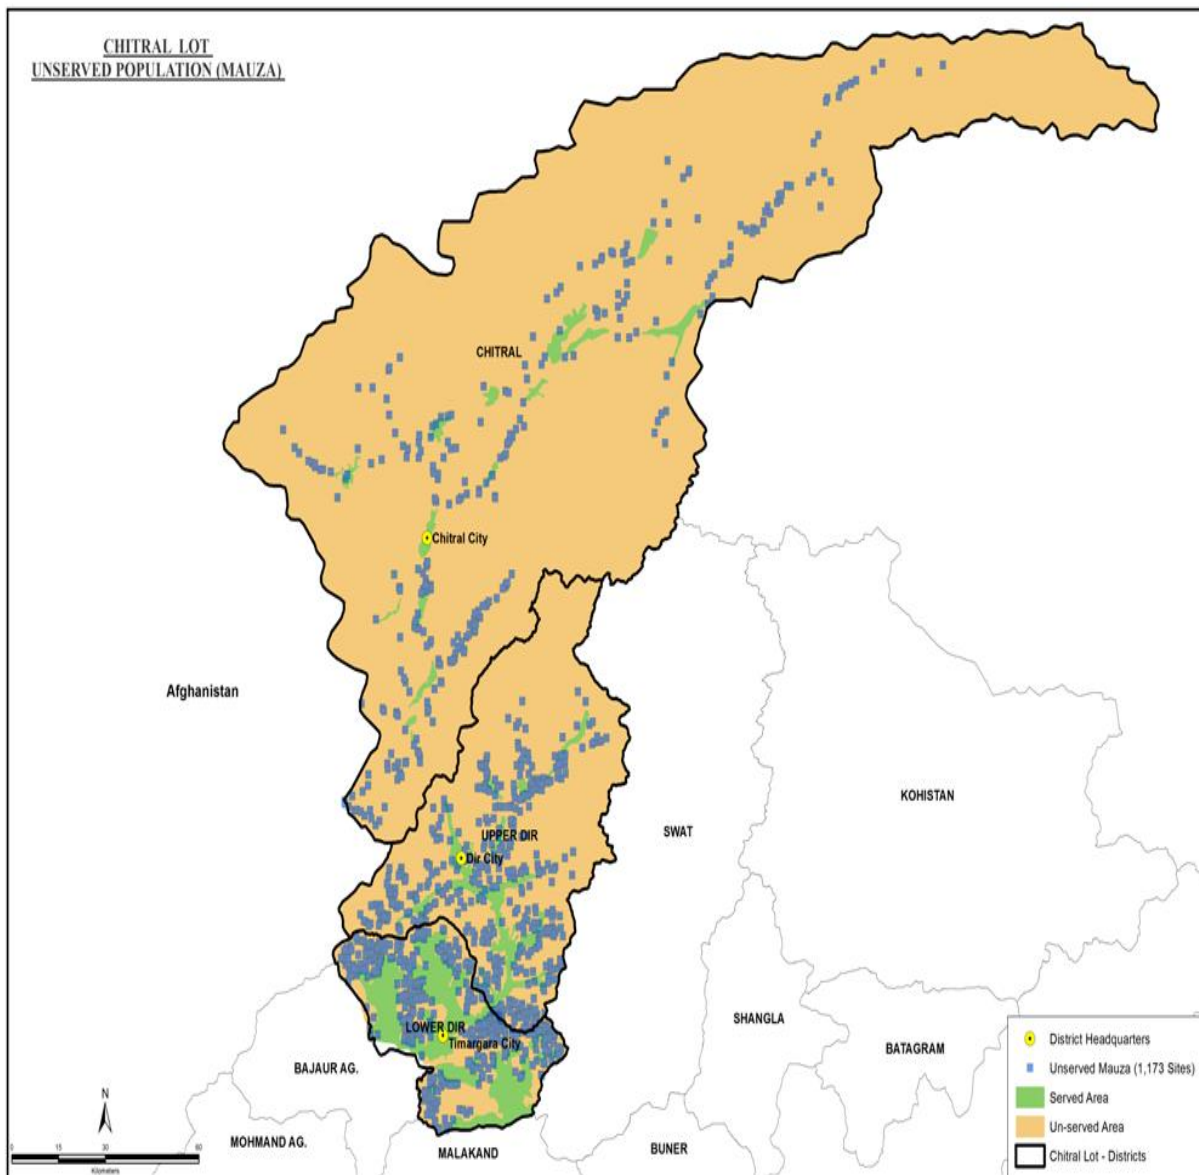 CHITRAL LOT
UNSERVED POPULATION (MAUZA)
CHITRAL
Chitral City
Afghanistan
KOHISTAN
SWAT
UPPER DIR
Dir City
SHANGLA
LOWER DIR
Timargara City
BATAGRAM
BAJAUR AG.
MOHMAND AG.
MALAKAND
BUNER
N
0 15 30 60
Kilometers
District Headquarters
Unserved Mauza (1,173 Sites)
Served Area
Un-served Area
Chitral Lot - Districts